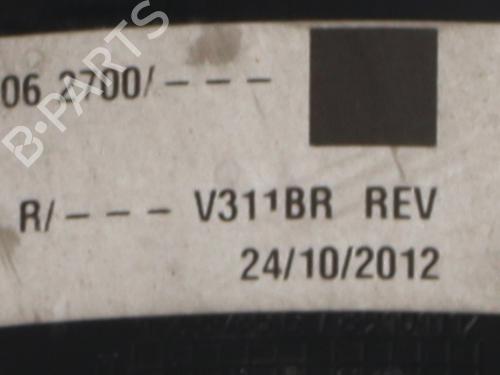 06 2700/---
R/--- V311BR REV
24/10/2012
B-PARTS